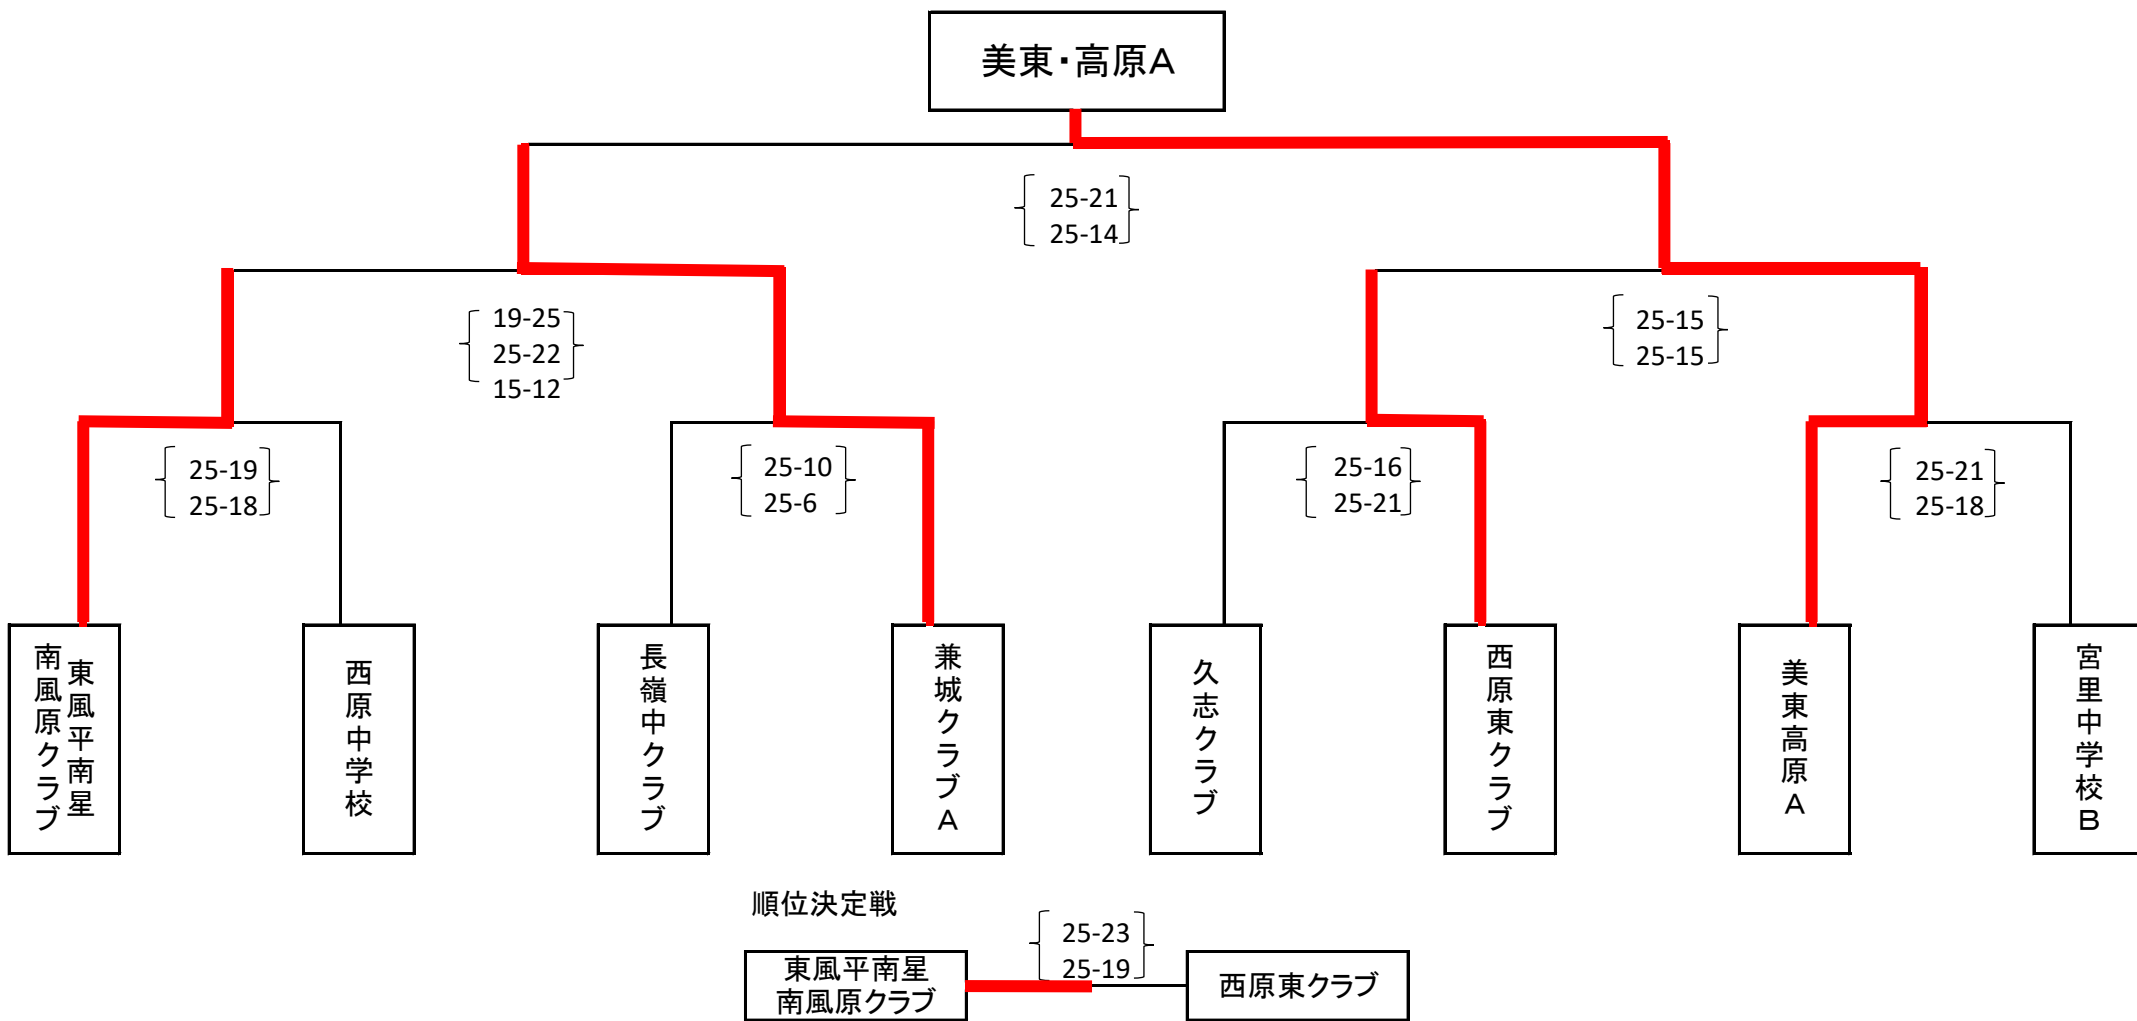 美東・高原A
25-21
25-14
19-25
25-22
15-12
25-15
25-15
25-19
25-18
25-10
25-6
25-16
25-21
25-21
25-18
東風平南星
南風原クラブ
西原中学校
長嶺中クラブ
兼城クラブA
久志クラブ
西原東クラブ
美東高原A
宮里中学校B
順位決定戦
25-23
25-19
東風平南星
南風原クラブ
西原東クラブ